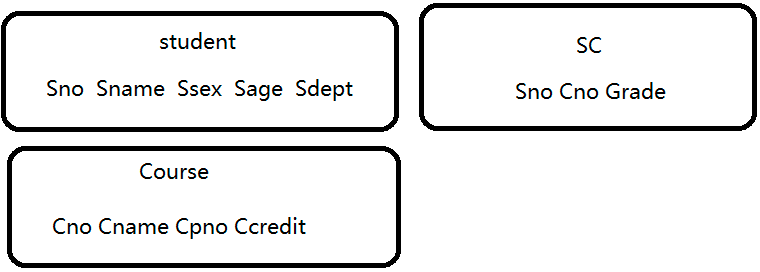 student
Sno Sname Ssex Sage Sdept
SC
Sno Cno Grade
Course
Cno Cname Cpno Ccredit